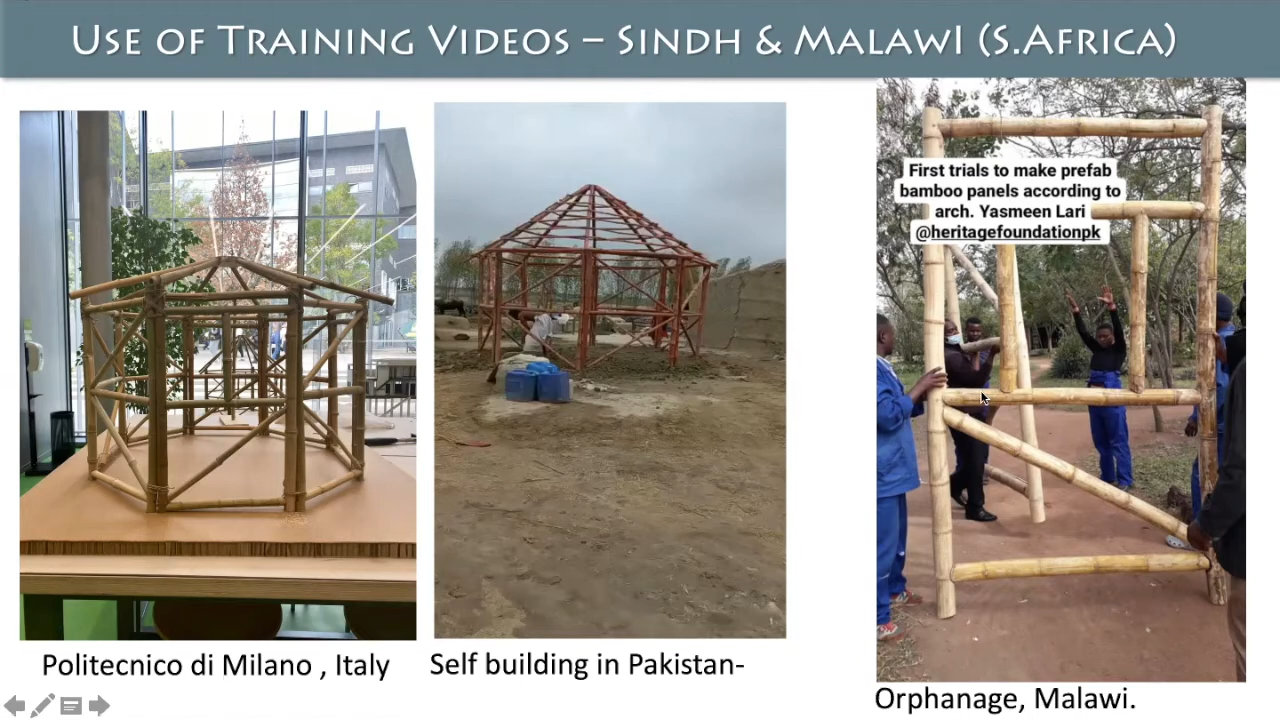 USE OF TRAINING VIDEOS – SINDH & MALAWI (S.AFRICA)
First trials to make prefab
bamboo panels according to
arch. Yasmeen Lari
@heritagefoundationpk
Politecnico di Milano , Italy
Self building in Pakistan-
Orphanage, Malawi.